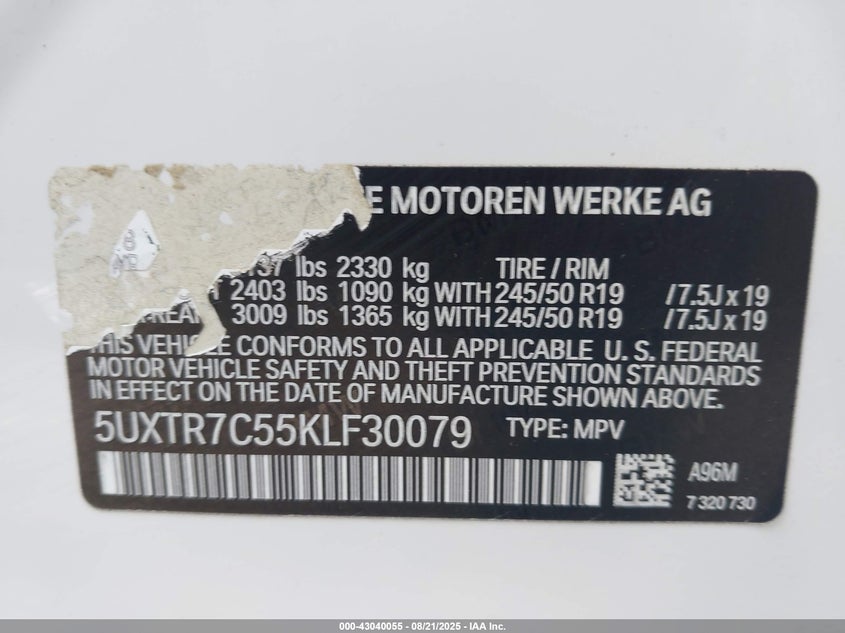 E MOTOREN WERKE AG
lbs 2330 kg TIRE / RIM
2403 lbs 1090 kg WITH 245/50 R19 / 7.5J x 19
3009 lbs 1365 kg WITH 245/50 R19 / 7.5J x 19
THIS VEHICLE CONFORMS TO ALL APPLICABLE U. S. FEDERAL
MOTOR VEHICLE SAFETY AND THEFT PREVENTION STANDARDS
IN EFFECT ON THE DATE OF MANUFACTURE SHOWN ABOVE.
5UXTR7C55KLF30079 TYPE: MPV
A96M
7 320 730
000-43040055 - 08/21/2025 - IAA Inc.